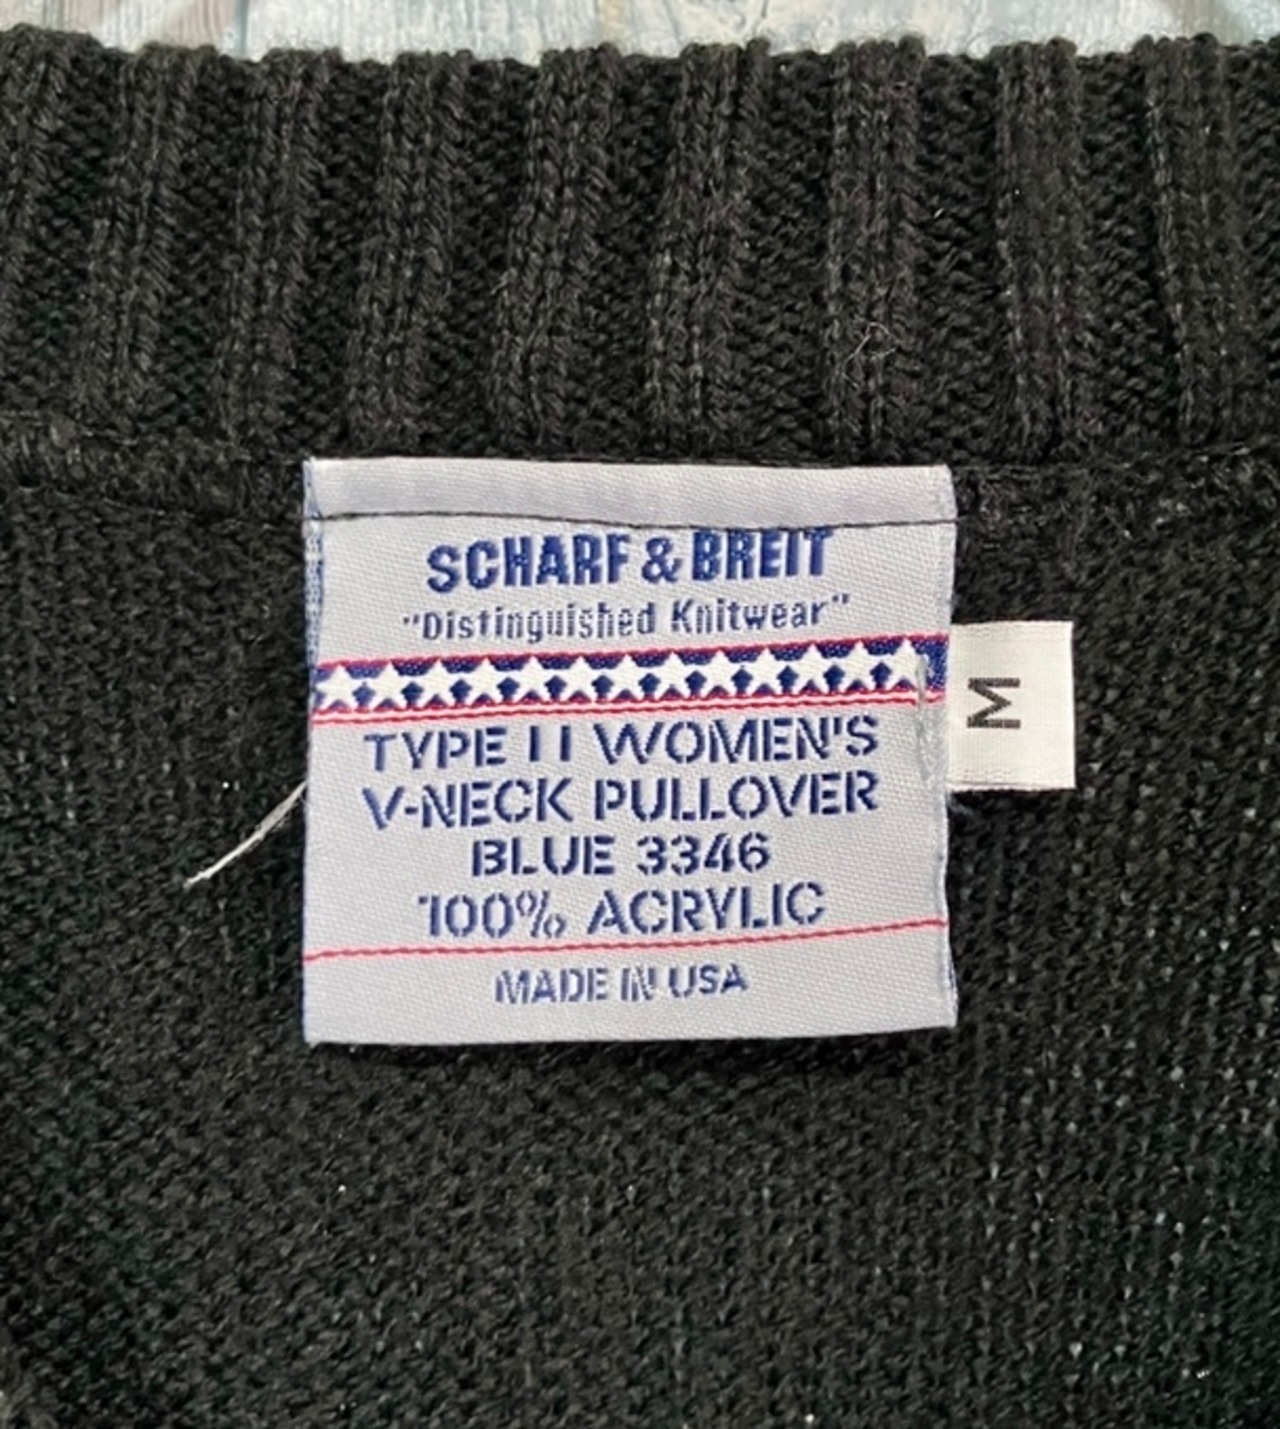 SCHARF & BREIT
"Distinguished Knitwear"
TYPE II WOMEN'S
V-NECK PULLOVER
BLUE 3346
100% ACRYLIC
MADE IN USA
M